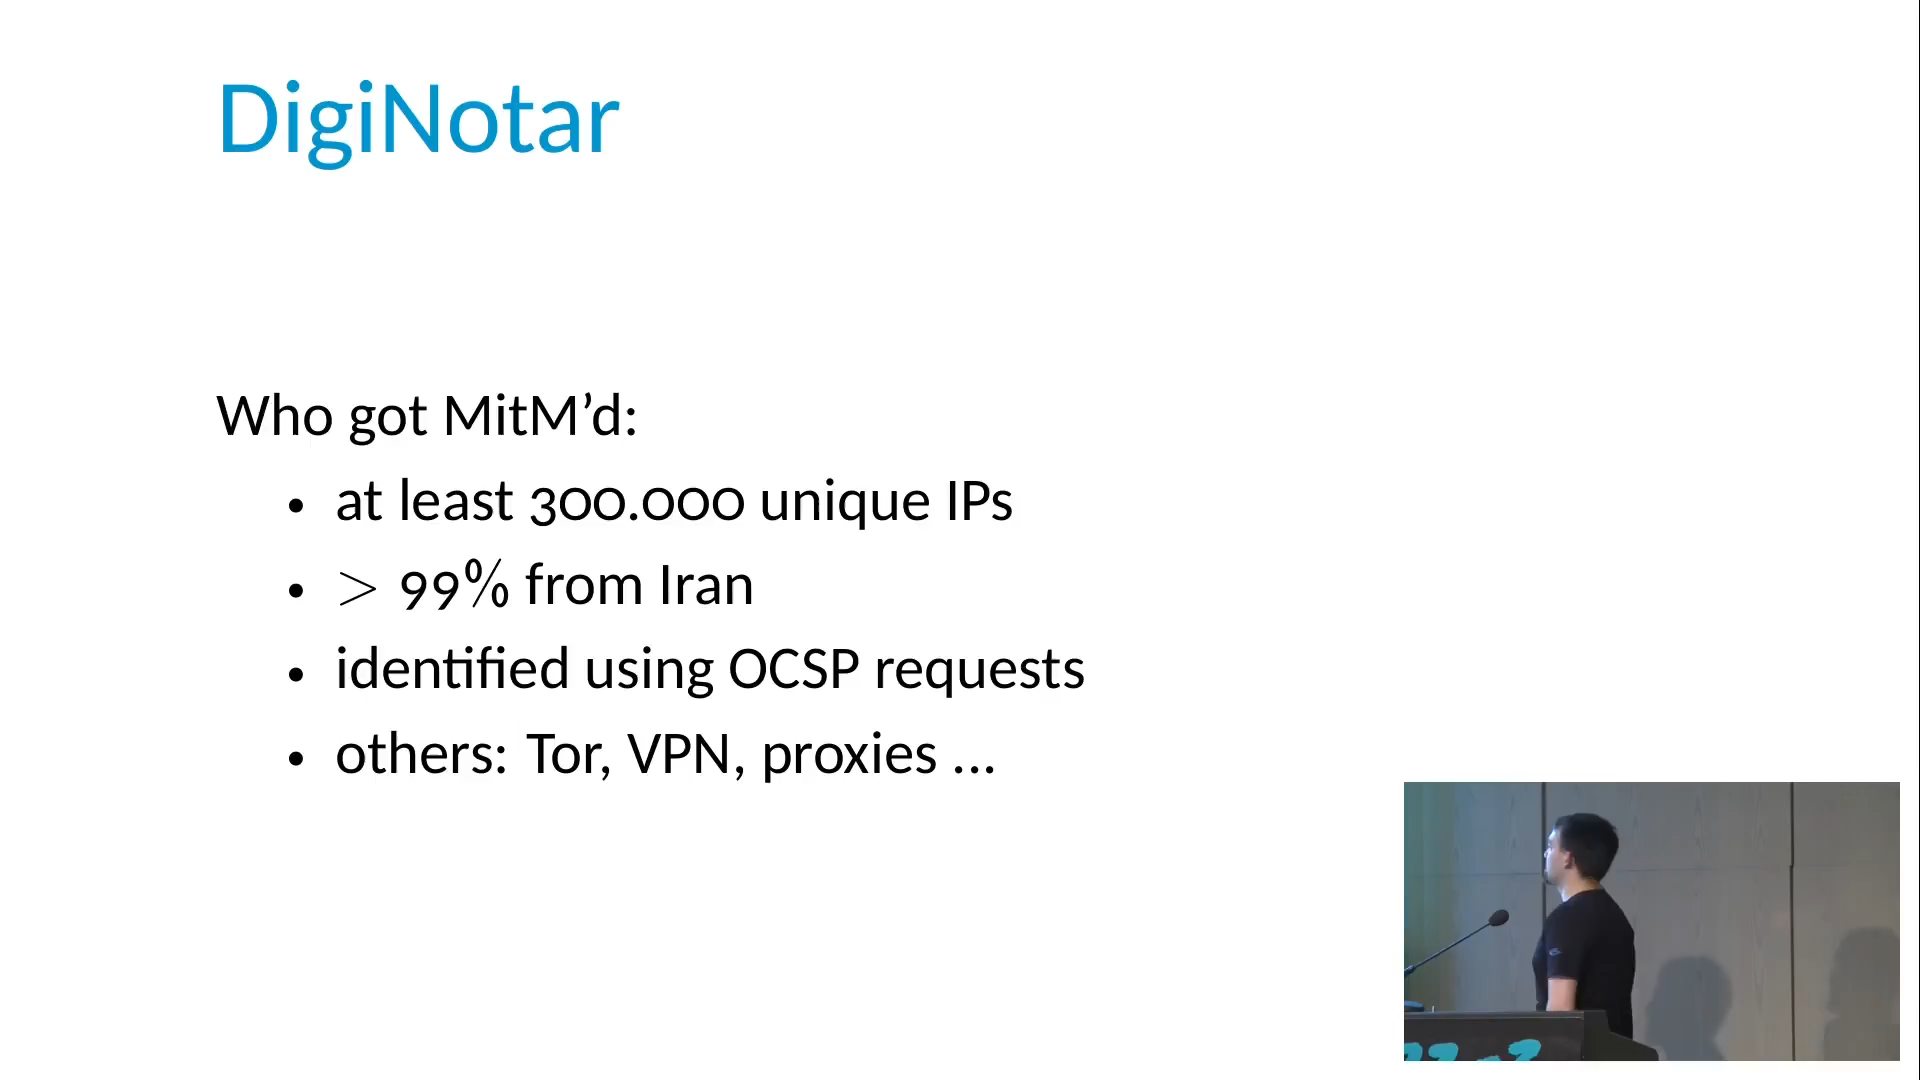 DigiNotar
Who got MitM’d:
• at least 300.000 unique IPs
• > 99% from Iran
• identified using OCSP requests
• others: Tor, VPN, proxies ...